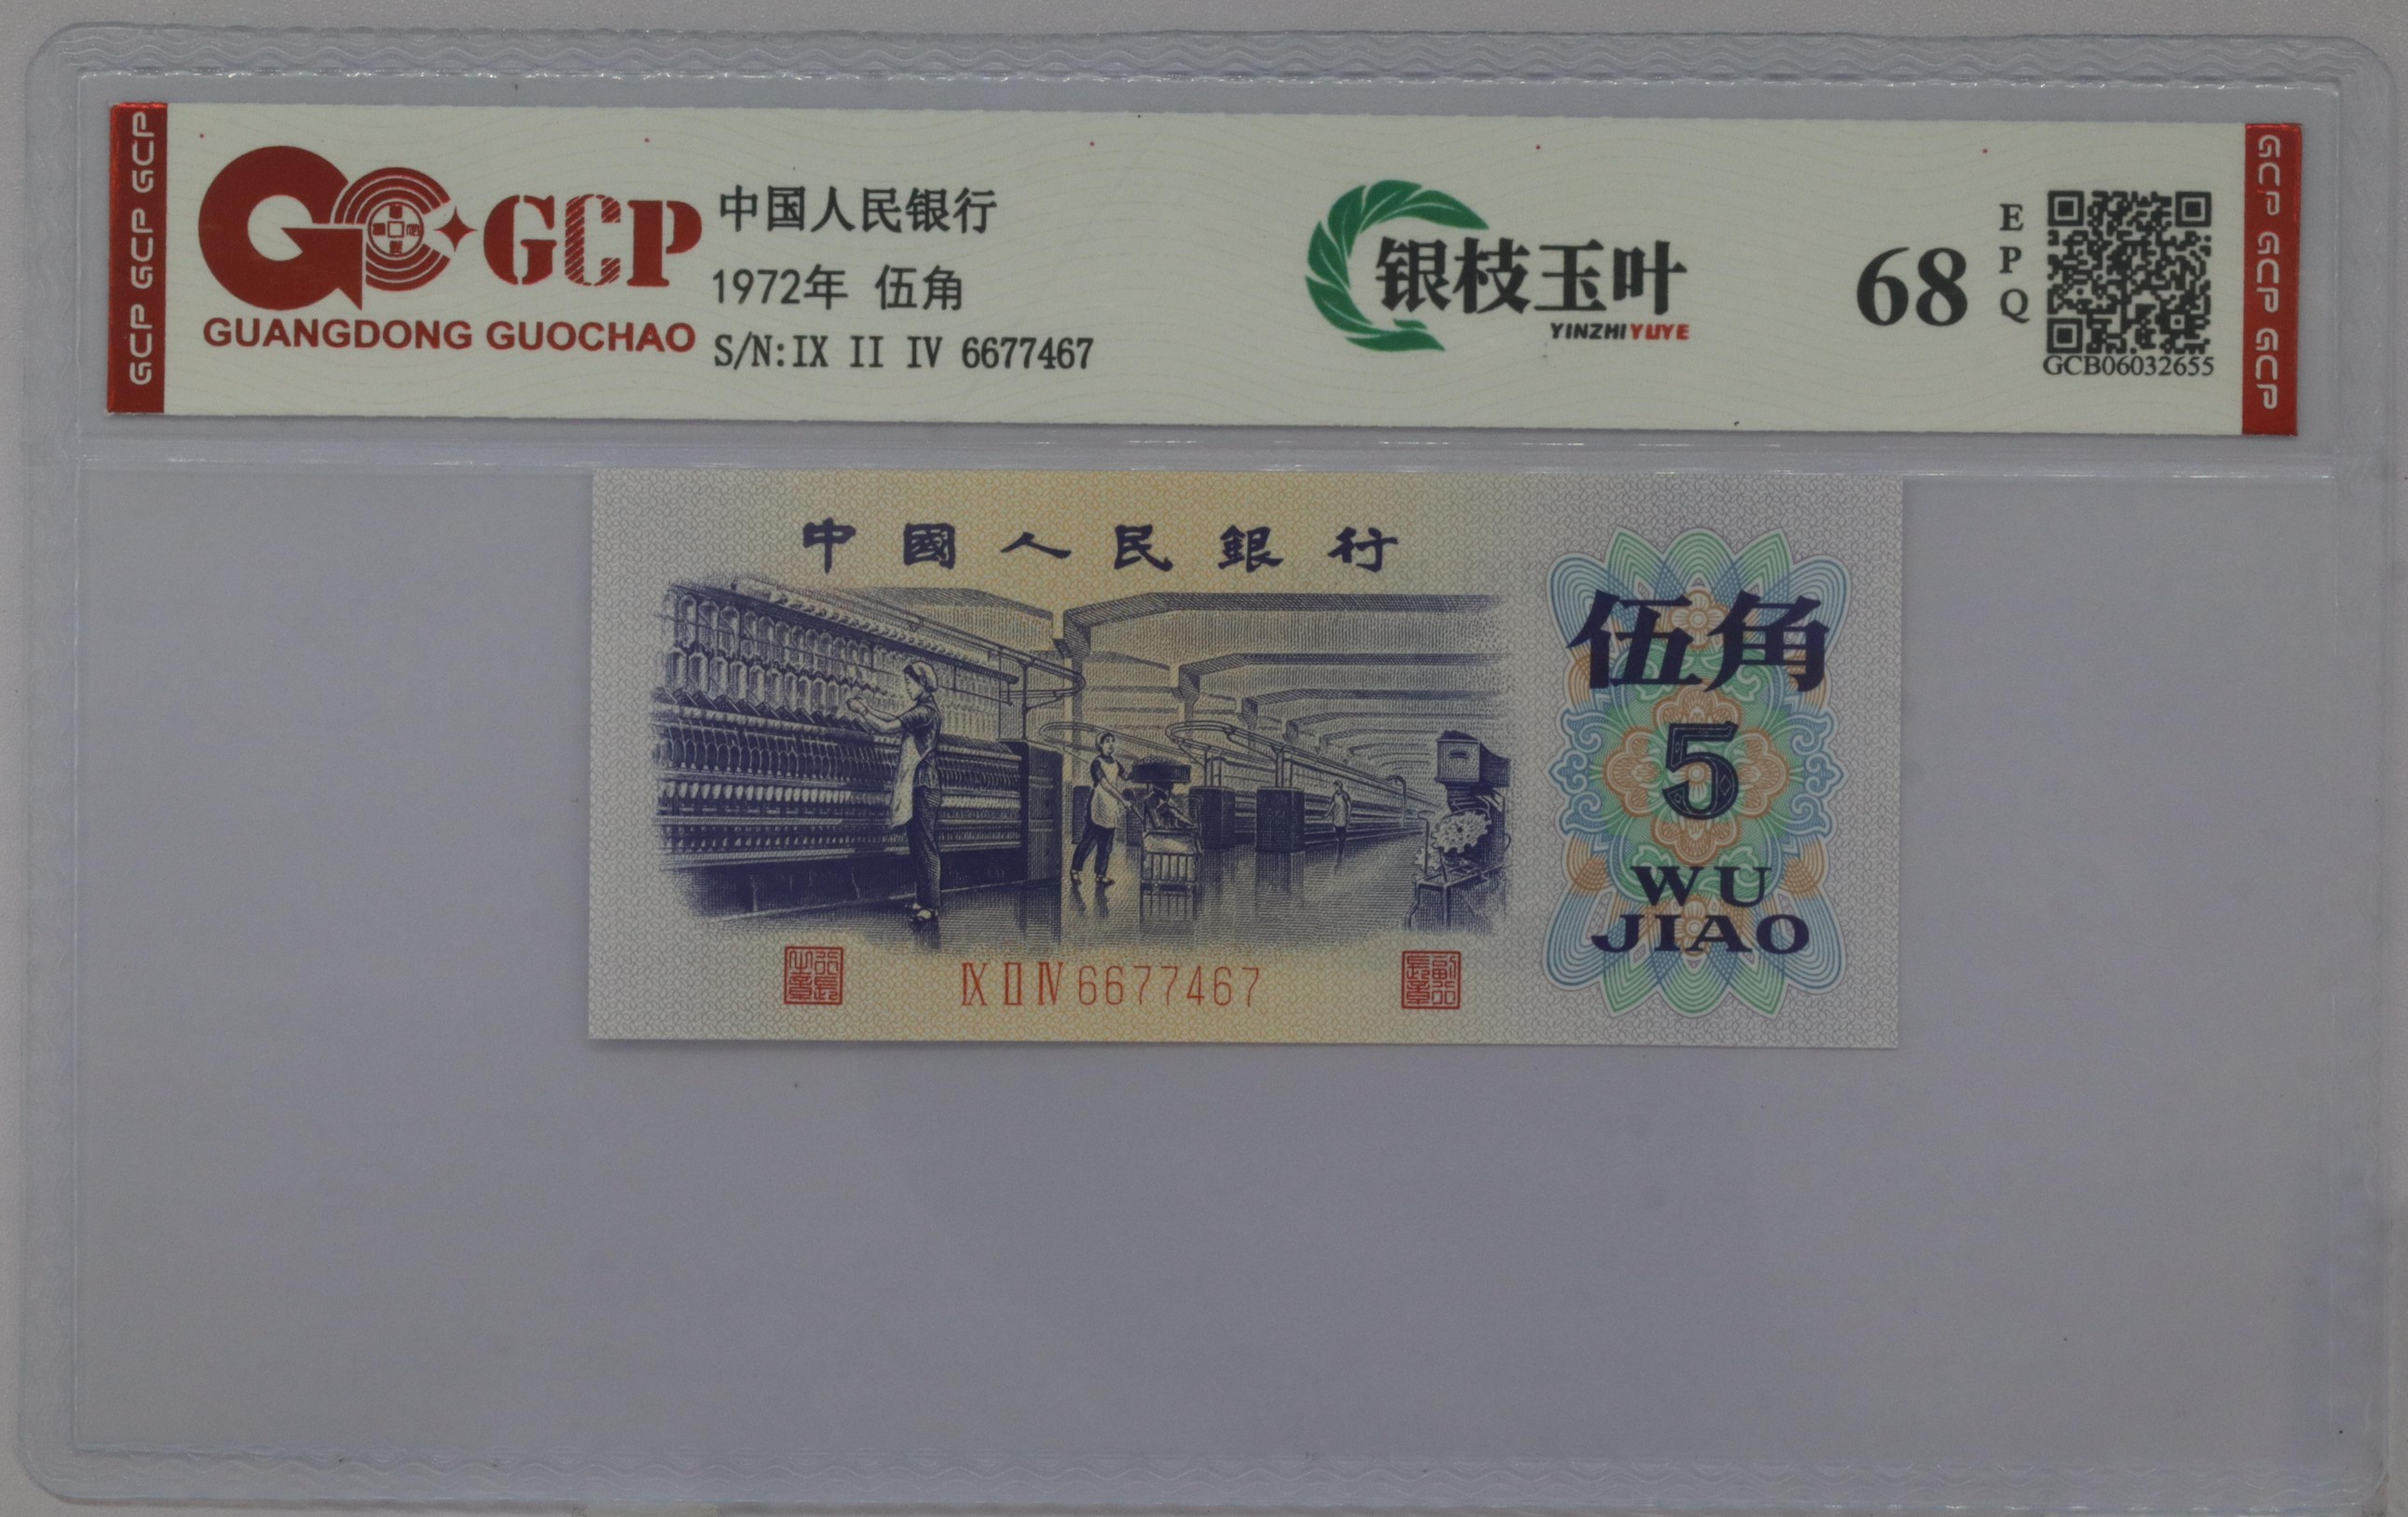 GCP GCP GCP
GCP
GUANGDONG GUOCHAO
中国人民银行
1972年 伍角
S/N:IX II IV 6677467
银枝玉叶
YINZHIYUYE
68
EPQ
GCB06032655
GCP GCP GCP
中國人民銀行
伍角
5
WU
JIAO
IX II IV 6677467